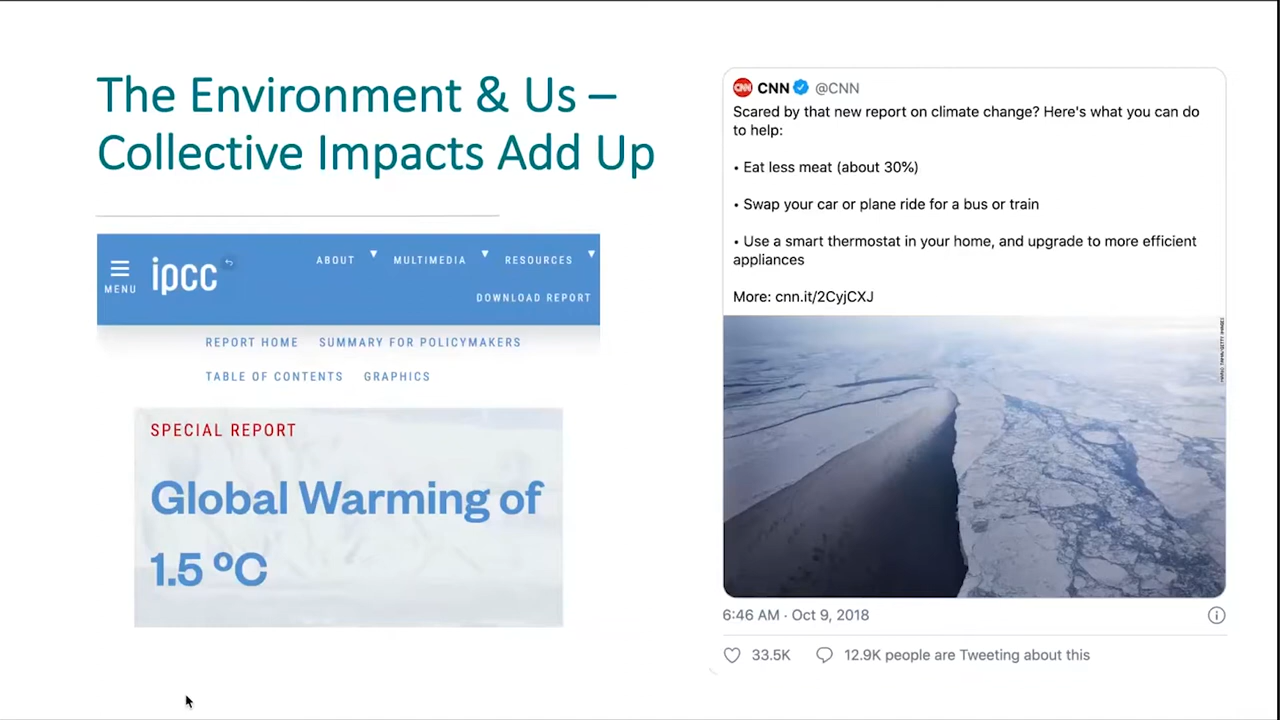 The Environment & Us –
Collective Impacts Add Up
ipcc
MENU
ABOUT
MULTIMEDIA
RESOURCES
DOWNLOAD REPORT
REPORT HOME
SUMMARY FOR POLICYMAKERS
TABLE OF CONTENTS
GRAPHICS
SPECIAL REPORT
Global Warming of
1.5 ºC
CNN CNN @CNN
Scared by that new report on climate change? Here's what you can do
to help:
• Eat less meat (about 30%)
• Swap your car or plane ride for a bus or train
• Use a smart thermostat in your home, and upgrade to more efficient
appliances
More: cnn.it/2CyjCXJ
6:46 AM · Oct 9, 2018
33.5K
12.9K people are Tweeting about this